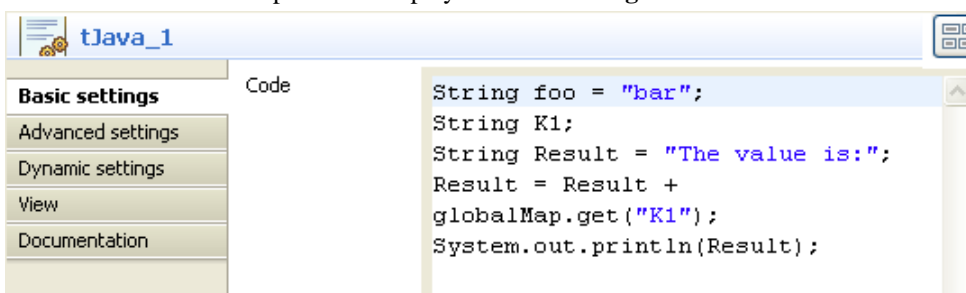 tJava_1
Basic settings
Advanced settings
Dynamic settings
View
Documentation
Code
String foo = "bar";
String K1;
String Result = "The value is:";
Result = Result +
globalMap.get("K1");
System.out.println(Result);